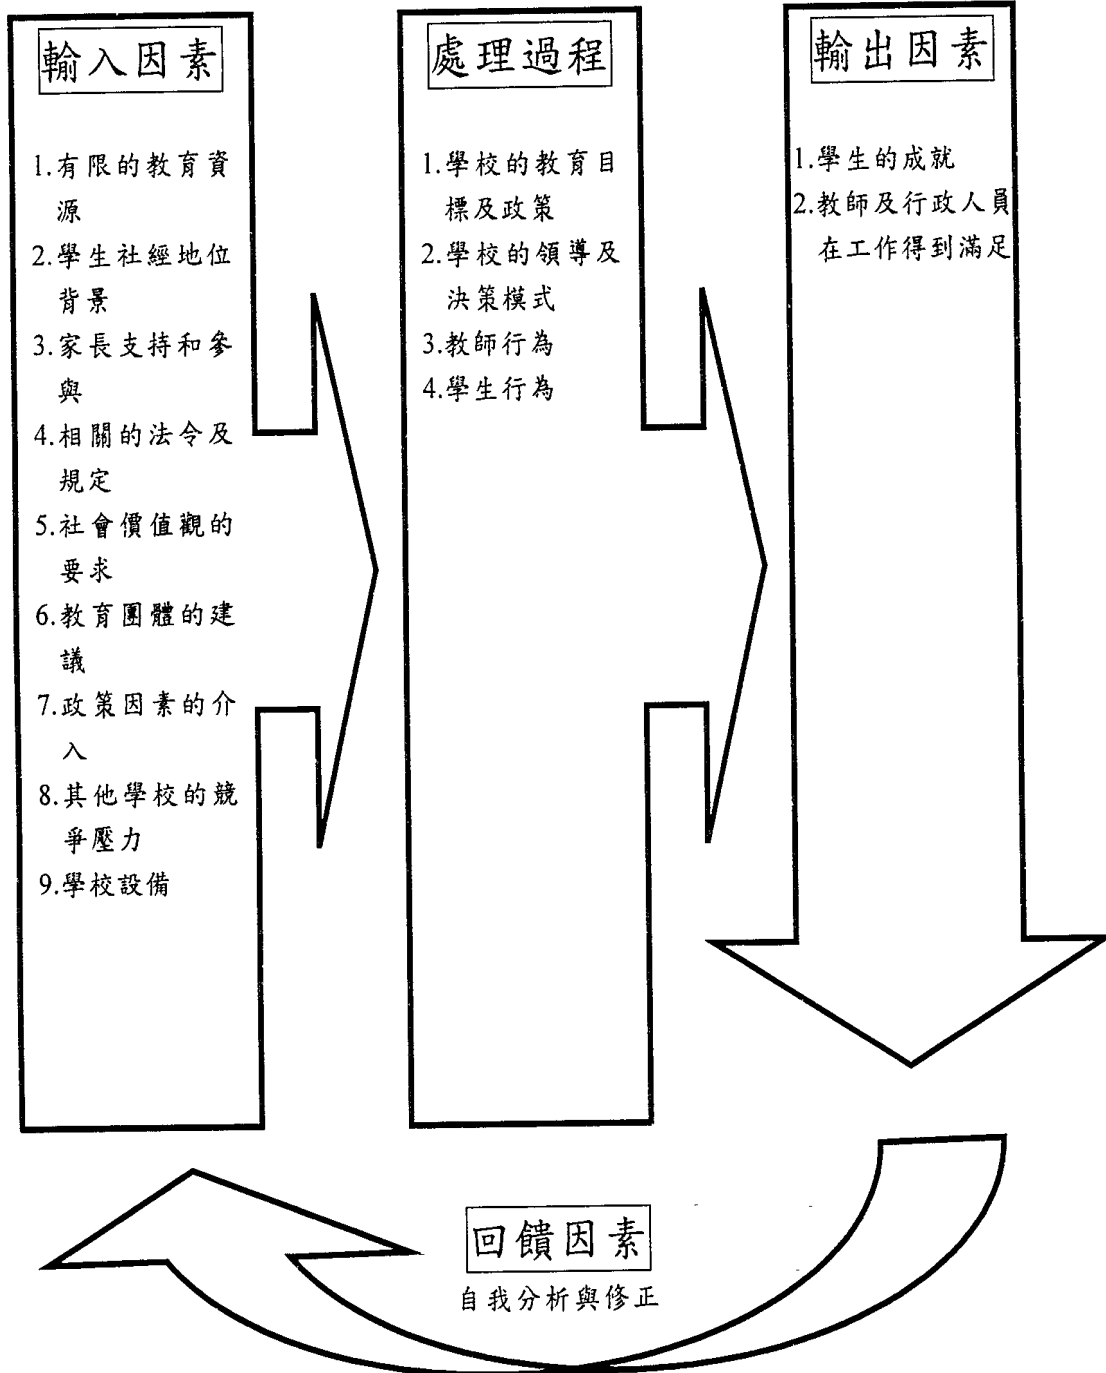 輸入因素
1.有限的教育資
源
2.學生社經地位
背景
3.家長支持和參
與
4.相關的法令及
規定
5.社會價值觀的
要求
6.教育團體的建
議
7.政策因素的介
入
8.其他學校的競
爭壓力
9.學校設備
處理過程
1.學校的教育目
標及政策
2.學校的領導及
決策模式
3.教師行為
4.學生行為
輸出因素
1.學生的成就
2.教師及行政人員
在工作得到滿足
回饋因素
自我分析與修正